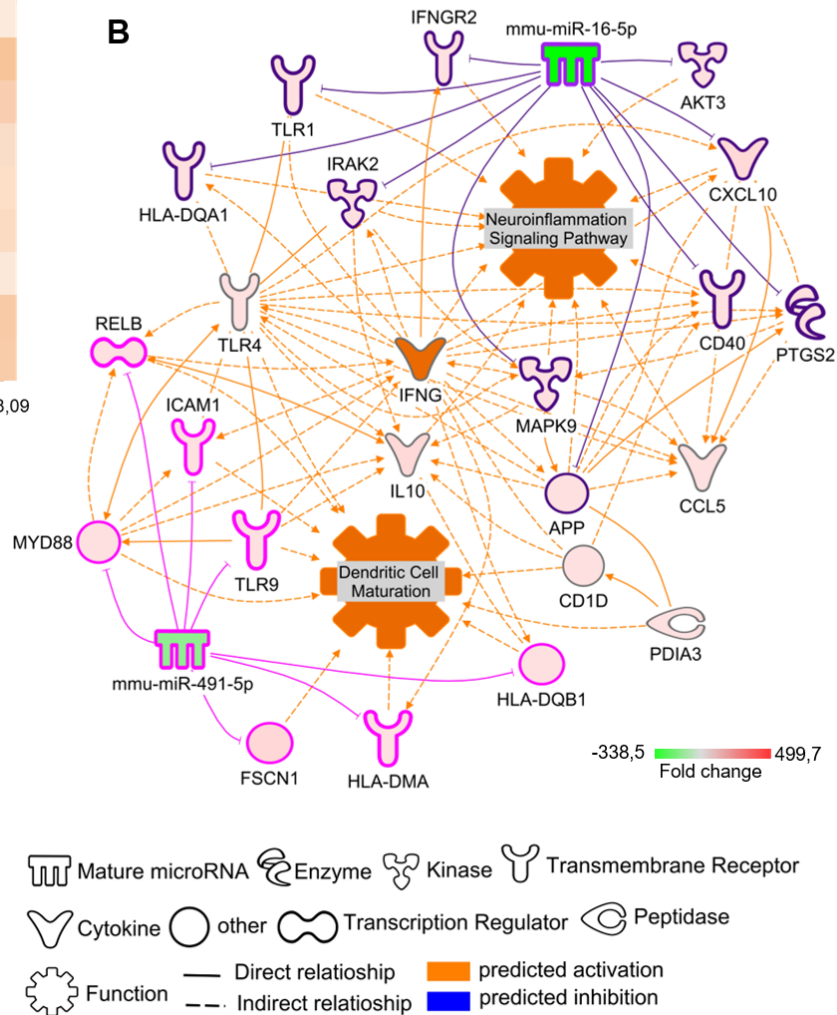 B
IFNGR2
mmu-miR-16-5p
TLR1
AKT3
IRAK2
CXCL10
HLA-DQA1
Neuroinflammation
Signaling Pathway
TLR4
CD40
PTGS2
RELB
IFNG
MAPK9
3,09
ICAM1
IL10
CCL5
APP
MYD88
TLR9
Dendritic Cell
Maturation
CD1D
PDIA3
mmu-miR-491-5p
HLA-DQB1
FSCN1
HLA-DMA
-338,5 499,7
Fold change
Mature microRNA Enzyme Kinase Transmembrane Receptor
Cytokine other Transcription Regulator Peptidase
Function Direct relatioship predicted activation
Indirect relatioship predicted inhibition